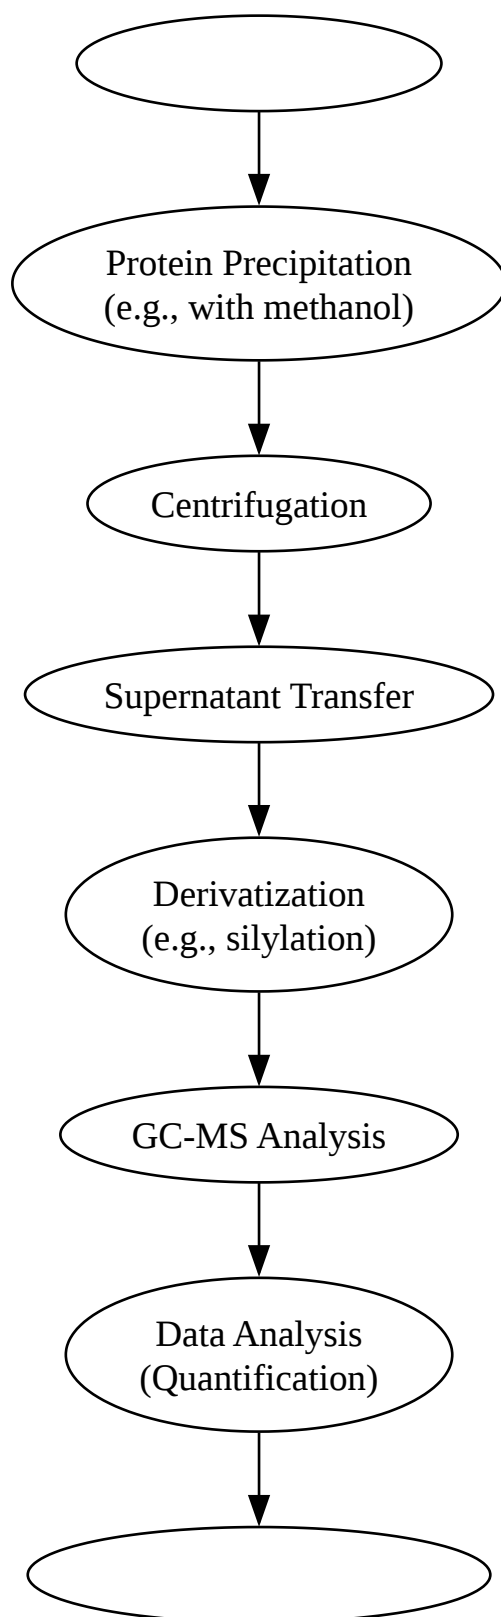 Protein Precipitation
(e.g., with methanol)
Centrifugation
Supernatant Transfer
Derivatization
(e.g., silylation)
GC-MS Analysis
Data Analysis
(Quantification)